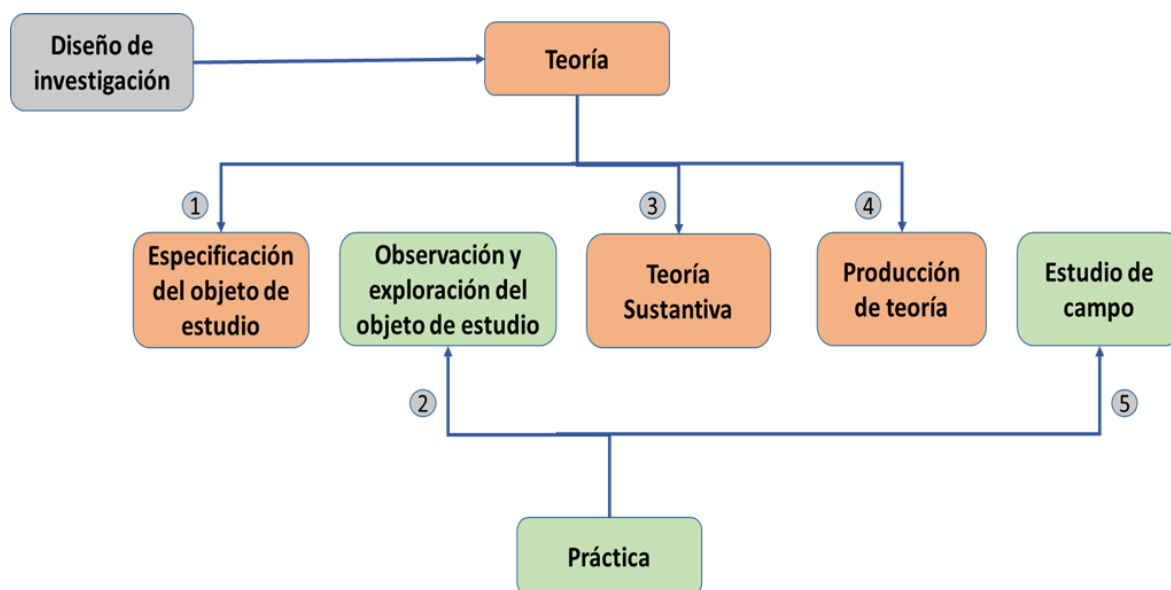 Diseño de
investigación
Teoría
1
3
4
Especificación
del objeto de
estudio
Observación y
exploración del
objeto de estudio
Teoría
Sustantiva
Producción
de teoría
Estudio de
campo
2
5
Práctica